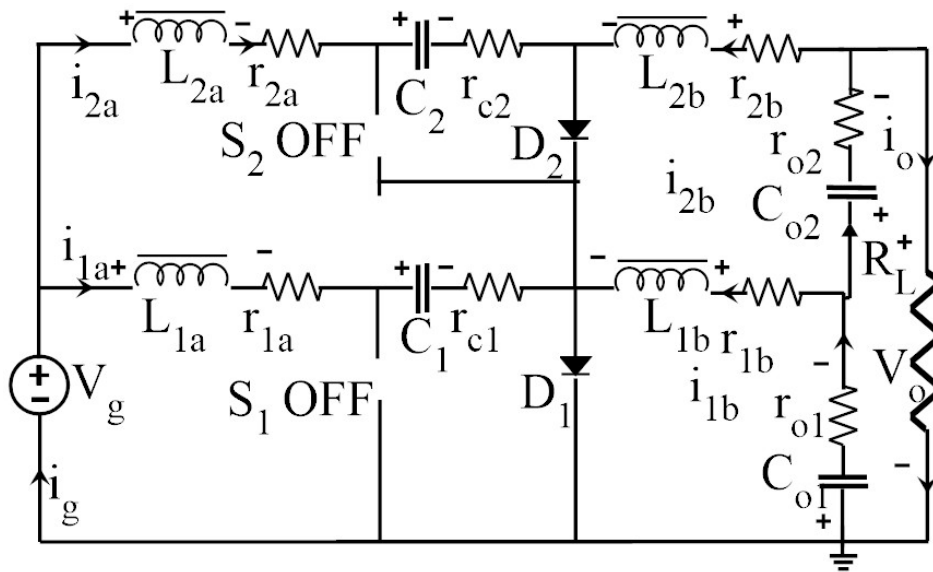 + - + - - +
i2a L2a r2a C2 rc2 L2b r2b - io
S2 OFF D2 ro2
i2b Co2 +
i1a + - + - - + RL +
L1a r1a C1 rc1 L1b r1b -
+ - Vg S1 OFF D1 i1b ro1 Vo
ig Co1 + -